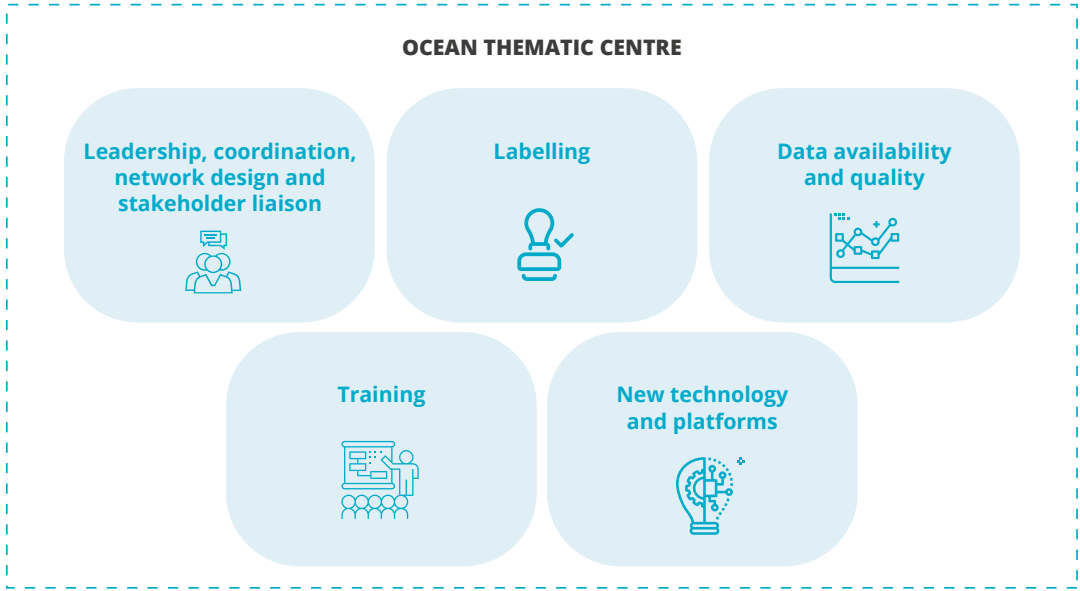 OCEAN THEMATIC CENTRE
Leadership, coordination,
network design and
stakeholder liaison
Labelling
Data availability
and quality
Training
New technology
and platforms